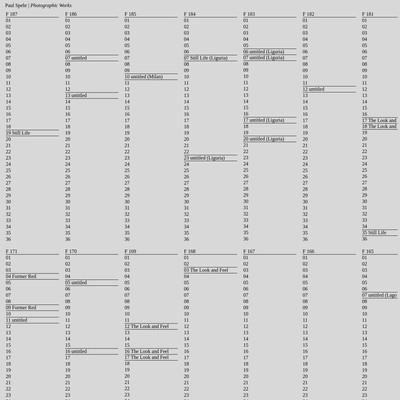 Paul Spehr | Photographic Works
F 187 F 186 F 185 F 184 F 183 F 182 F 181
01 01 01 01 01 01 01
02 02 02 02 02 02 02
03 03 03 03 03 03 03
04 04 04 04 04 04 04
05 05 05 05 05 05 05
06 06 06 06 06 untitled (Liguria) 06 06
07 07 untitled 07 07 Still Life (Liguria) 07 untitled (Liguria) 07 07
08 08 08 08 08 08 08
09 09 09 09 09 09 09
10 10 10 untitled (Milan) 10 10 10 10
11 11 11 11 11 11 11
12 12 12 12 12 12 untitled 12
13 13 untitled 13 13 13 13 13
14 14 14 14 14 14 14
15 15 15 15 15 15 15
16 16 16 16 16 16 16
17 17 17 17 17 untitled (Liguria) 17 17 The Look and
18 18 18 18 18 18 18 The Look and
19 Still Life 19 19 19 19 19 19
20 20 20 20 20 untitled (Liguria) 20 20
21 21 21 21 21 21 21
22 22 22 22 22 22 22
23 23 23 23 untitled (Liguria) 23 23 23
24 24 24 24 24 24 24
25 25 25 25 25 25 25
26 26 26 26 26 26 26
27 27 27 27 27 27 27
28 28 28 28 28 28 28
29 29 29 29 29 29 29
30 30 30 30 30 30 30
31 31 31 31 31 31 31
32 32 32 32 32 32 32
33 33 33 33 33 33 33
34 34 34 34 34 34 34
35 35 35 35 35 35 35 Still Life
36 36 36 36 36 36 36
F 171 F 170 F 169 F 168 F 167 F 166 F 165
01 01 01 01 01 01 01
02 02 02 02 02 02 02
03 03 03 03 The Look and Feel 03 03 03
04 Former Red 04 04 04 04 04 04
05 05 untitled 05 05 05 05 05
06 06 06 06 06 06 06
07 07 07 07 07 07 07 untitled (Lago
08 08 08 08 08 08 08
09 Former Red 09 09 09 09 09 09
10 10 10 10 10 10 10
11 untitled 11 11 11 11 11 11
12 12 12 The Look and Feel 12 12 12 12
13 13 13 13 13 13 13
14 14 14 14 14 14 14
15 15 15 15 15 15 15
16 16 untitled 16 The Look and Feel 16 16 16 16
17 17 17 The Look and Feel 17 17 17 17
18 18 18 18 18 18 18
19 19 19 19 19 19 19
20 20 20 20 20 20 20
21 21 21 21 21 21 21
22 22 22 22 22 22 22
23 23 23 23 23 23 23